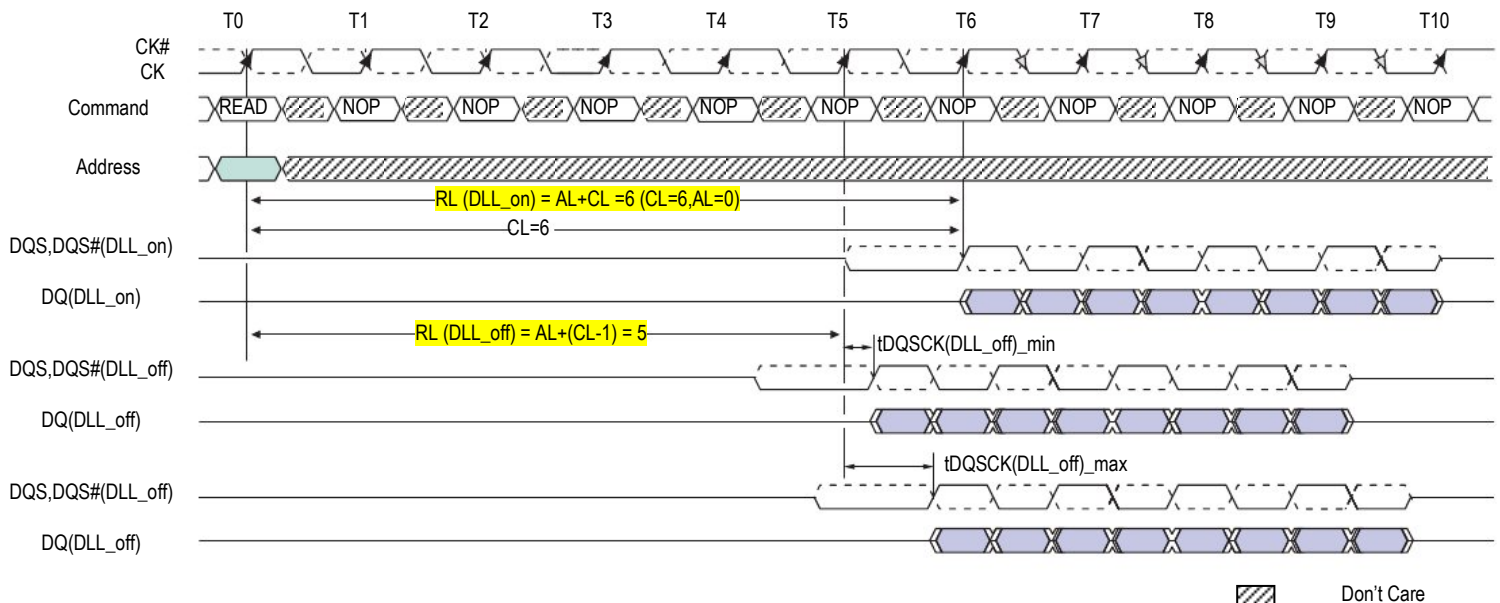 T0 T1 T2 T3 T4 T5 T6 T7 T8 T9 T10
CK#
CK
Command READ NOP NOP NOP NOP NOP NOP NOP NOP NOP NOP
Address
RL (DLL_on) = AL+CL =6 (CL=6,AL=0)
CL=6
DQS,DQS#(DLL_on)
DQ(DLL_on)
RL (DLL_off) = AL+(CL-1) = 5
tDQSCK(DLL_off)_min
DQS,DQS#(DLL_off)
DQ(DLL_off)
tDQSCK(DLL_off)_max
DQS,DQS#(DLL_off)
DQ(DLL_off)
Don't Care